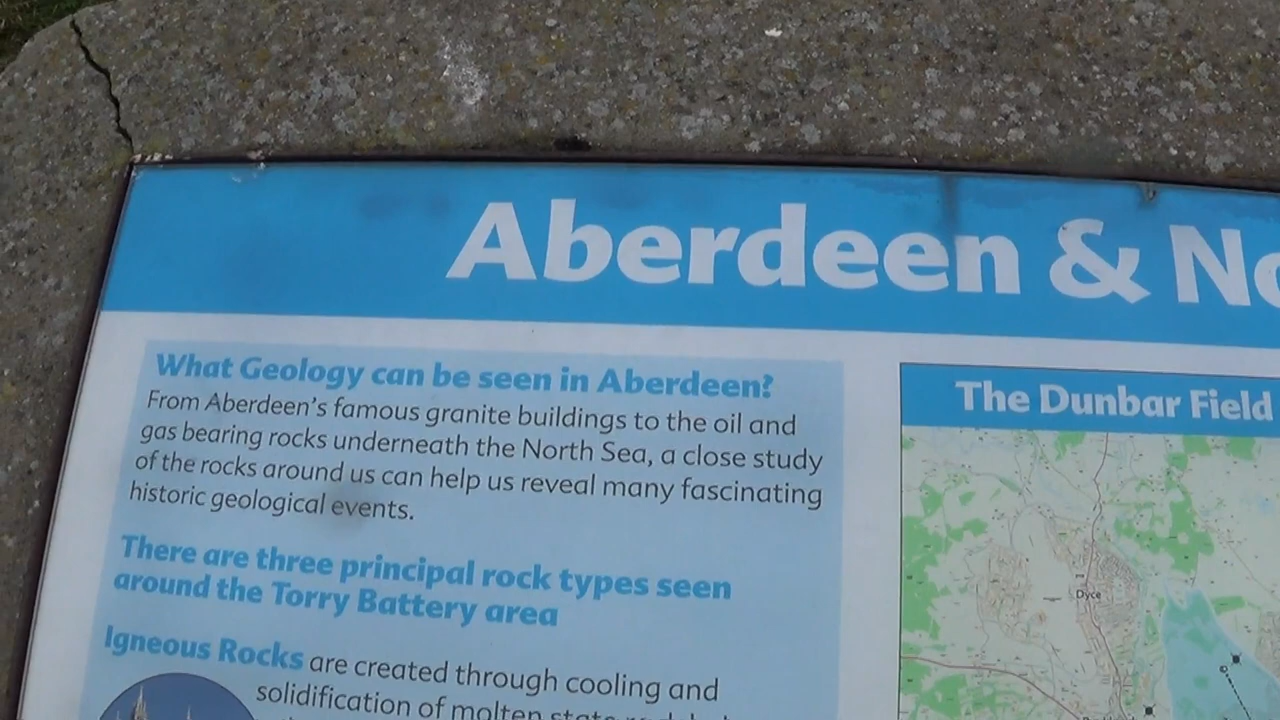 Aberdeen & No
What Geology can be seen in Aberdeen?
From Aberdeen's famous granite buildings to the oil and
gas bearing rocks underneath the North Sea, a close study
of the rocks around us can help us reveal many fascinating
historic geological events.
There are three principal rock types seen
around the Torry Battery area
Igneous Rocks are created through cooling and
solidification of molten state
The Dunbar Field
Dyce